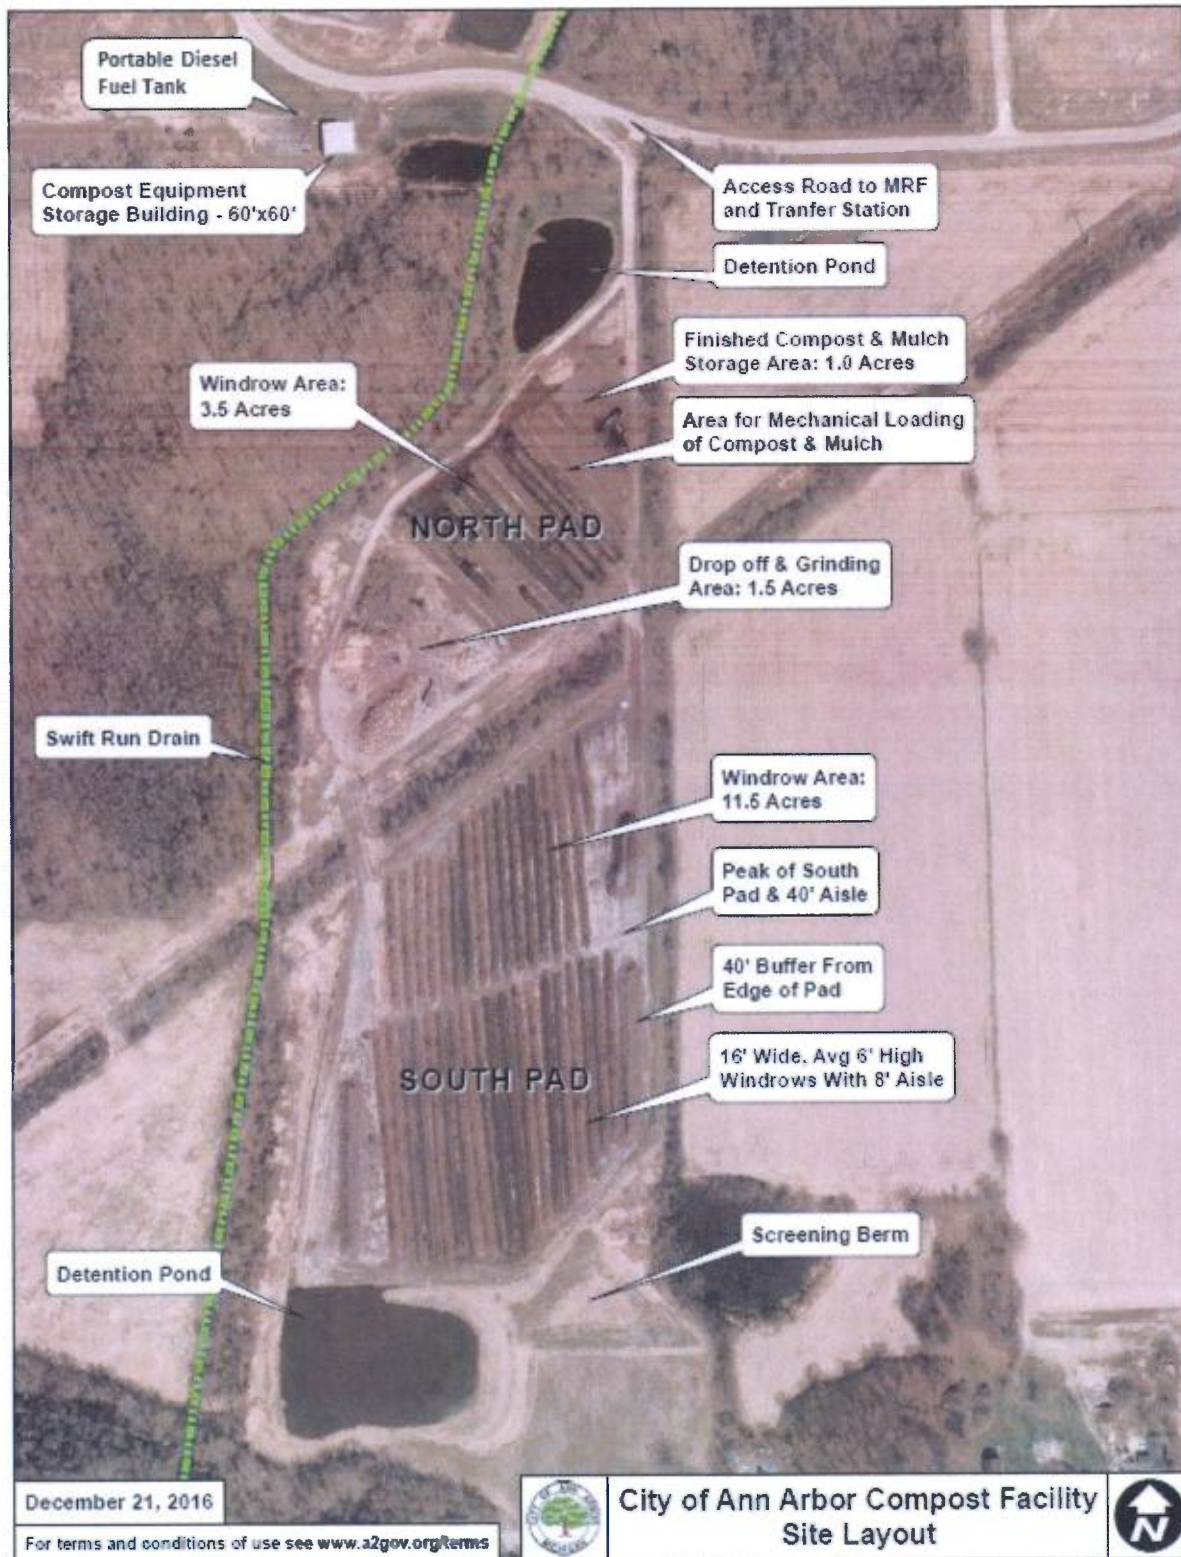 Portable Diesel
Fuel Tank
Compost Equipment
Storage Building - 60'x60'
Access Road to MRF
and Tranfer Station
Detention Pond
Finished Compost & Mulch
Storage Area: 1.0 Acres
Windrow Area:
3.5 Acres
Area for Mechanical Loading
of Compost & Mulch
NORTH PAD
Drop off & Grinding
Area: 1.5 Acres
Swift Run Drain
Windrow Area:
11.5 Acres
Peak of South
Pad & 40' Aisle
40' Buffer From
Edge of Pad
16' Wide, Avg 6' High
Windrows With 8' Aisle
SOUTH PAD
Screening Berm
Detention Pond
December 21, 2016
For terms and conditions of use see www.a2gov.org/terms
CITY OF ANN ARBOR
MICHIGAN
City of Ann Arbor Compost Facility
Site Layout
N